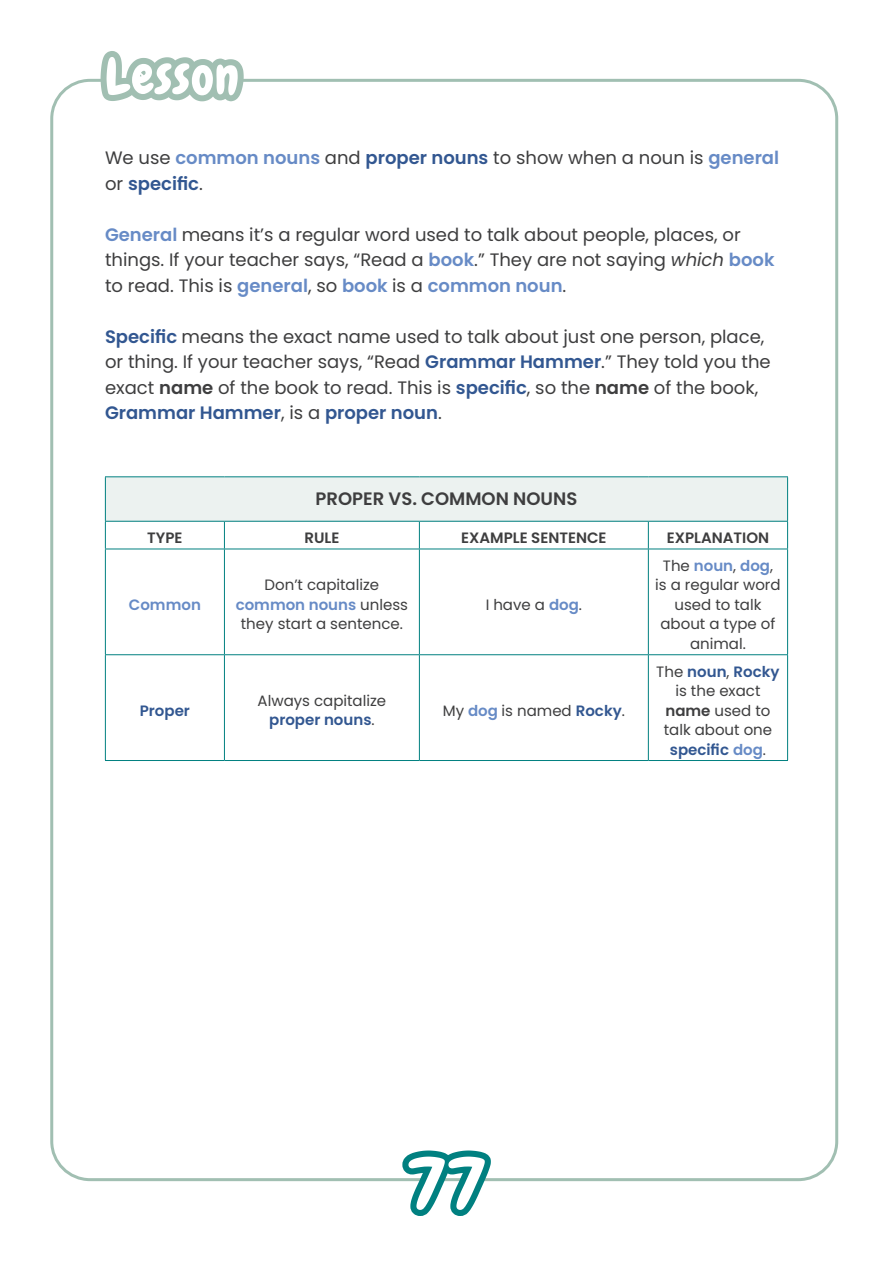 Lesson
We use common nouns and proper nouns to show when a noun is general
or specific.
General means it’s a regular word used to talk about people, places, or
things. If your teacher says, “Read a book.” They are not saying which book
to read. This is general, so book is a common noun.
Specific means the exact name used to talk about just one person, place,
or thing. If your teacher says, “Read Grammar Hammer.” They told you the
exact name of the book to read. This is specific, so the name of the book,
Grammar Hammer, is a proper noun.
PROPER VS. COMMON NOUNS
TYPE RULE EXAMPLE SENTENCE EXPLANATION
Common
Don’t capitalize
common nouns unless
they start a sentence.
I have a dog.
The noun, dog,
is a regular word
used to talk
about a type of
animal.
Proper
Always capitalize
proper nouns.
My dog is named Rocky.
The noun, Rocky
is the exact
name used to
talk about one
specific dog.
77